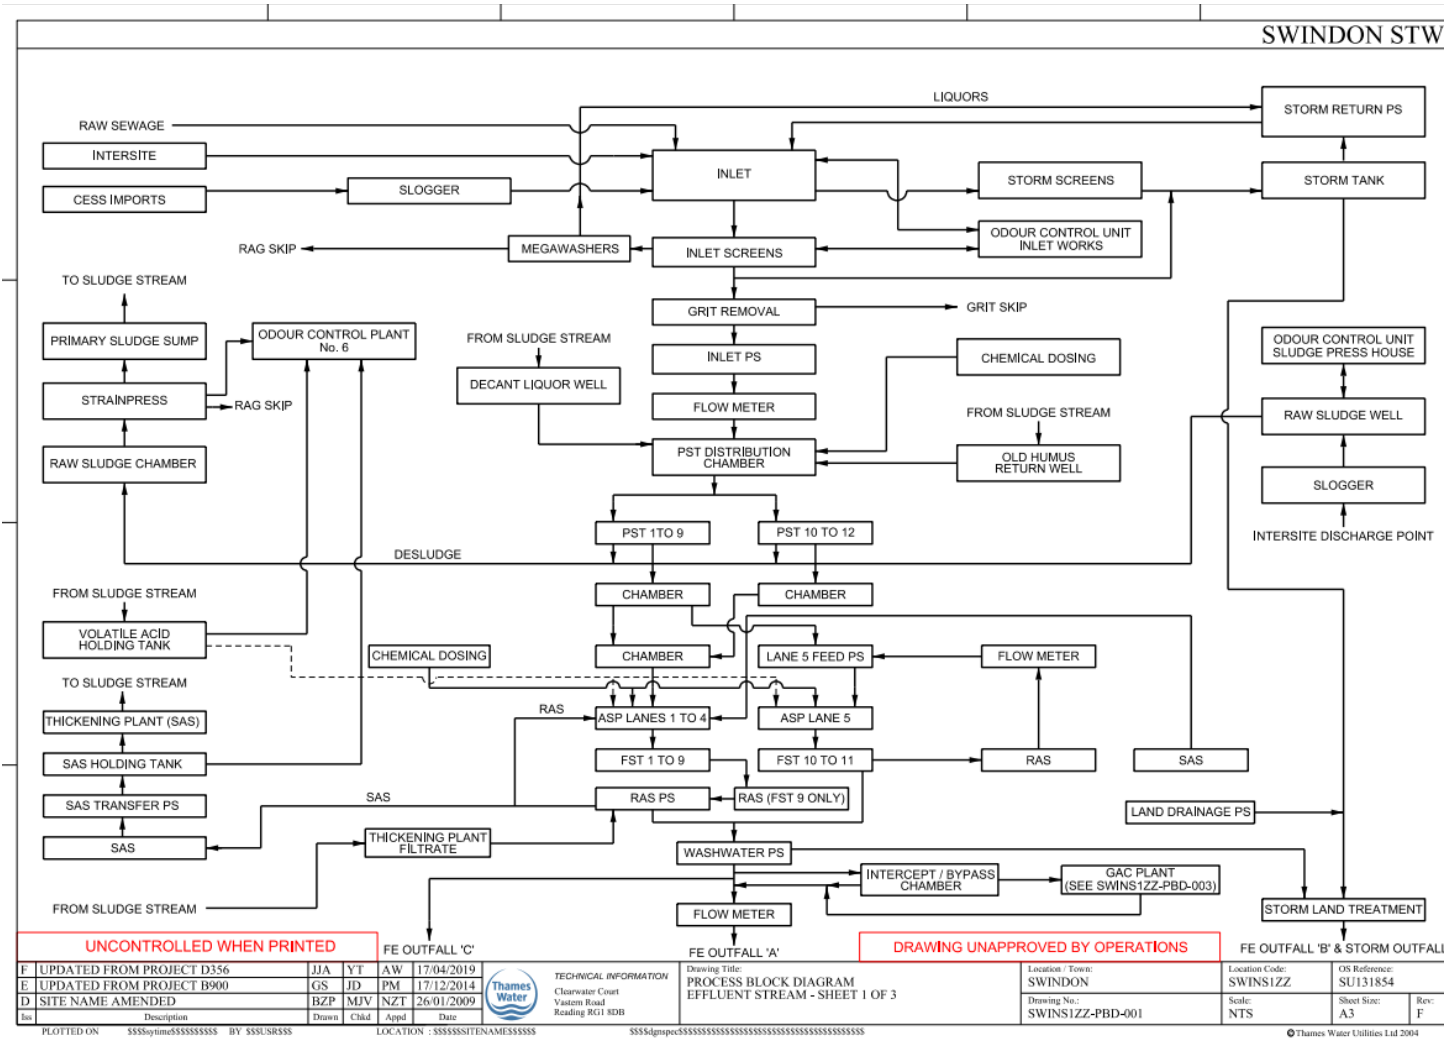 SWINDON STW
LIQUORS
STORM RETURN PS
RAW SEWAGE
INTERSITE
INLET
CESS IMPORTS
SLOGGER
STORM SCREENS
STORM TANK
ODOUR CONTROL UNIT
INLET WORKS
RAG SKIP
MEGAWASHERS
INLET SCREENS
TO SLUDGE STREAM
GRIT REMOVAL
GRIT SKIP
PRIMARY SLUDGE SUMP
ODOUR CONTROL PLANT
No. 6
FROM SLUDGE STREAM
INLET PS
CHEMICAL DOSING
ODOUR CONTROL UNIT
SLUDGE PRESS HOUSE
DECANT LIQUOR WELL
STRAINPRESS
RAG SKIP
FLOW METER
FROM SLUDGE STREAM
RAW SLUDGE WELL
RAW SLUDGE CHAMBER
PST DISTRIBUTION
CHAMBER
OLD HUMUS
RETURN WELL
SLOGGER
PST 1TO 9
PST 10 TO 12
INTERSITE DISCHARGE POINT
DESLUDGE
FROM SLUDGE STREAM
CHAMBER
CHAMBER
VOLATILE ACID
HOLDING TANK
CHEMICAL DOSING
CHAMBER
LANE 5 FEED PS
FLOW METER
TO SLUDGE STREAM
RAS
THICKENING PLANT (SAS)
ASP LANES 1 TO 4
ASP LANE 5
SAS HOLDING TANK
FST 1 TO 9
FST 10 TO 11
RAS
SAS
SAS
SAS TRANSFER PS
RAS PS
RAS (FST 9 ONLY)
LAND DRAINAGE PS
SAS
THICKENING PLANT
FILTRATE
WASHWATER PS
INTERCEPT / BYPASS
CHAMBER
GAC PLANT
(SEE SWINS1ZZ-PBD-003)
FROM SLUDGE STREAM
FLOW METER
STORM LAND TREATMENT
UNCONTROLLED WHEN PRINTED
FE OUTFALL 'C'
FE OUTFALL 'A'
DRAWING UNAPPROVED BY OPERATIONS
FE OUTFALL 'B' & STORM OUTFALL
F UPDATED FROM PROJECT D356 JJA YT AW 17/04/2019
E UPDATED FROM PROJECT B900 GS JD PM 17/12/2014
D SITE NAME AMENDED BZP MJV NZT 26/01/2009
Iss Description Drawn Chkd Appd Date
Thames
Water
TECHNICAL INFORMATION
Clearwater Court
Vastern Road
Reading RG1 8DB
Drawing Title:
PROCESS BLOCK DIAGRAM
EFFLUENT STREAM - SHEET 1 OF 3
Location / Town:
SWINDON
Location Code:
SWINS1ZZ
OS Reference:
SU131854
Drawing No.:
SWINS1ZZ-PBD-001
Scale:
NTS
Sheet Size:
A3
Rev:
F
PLOTTED ON BY
LOCATION :
© Thames Water Utilities Ltd 2004